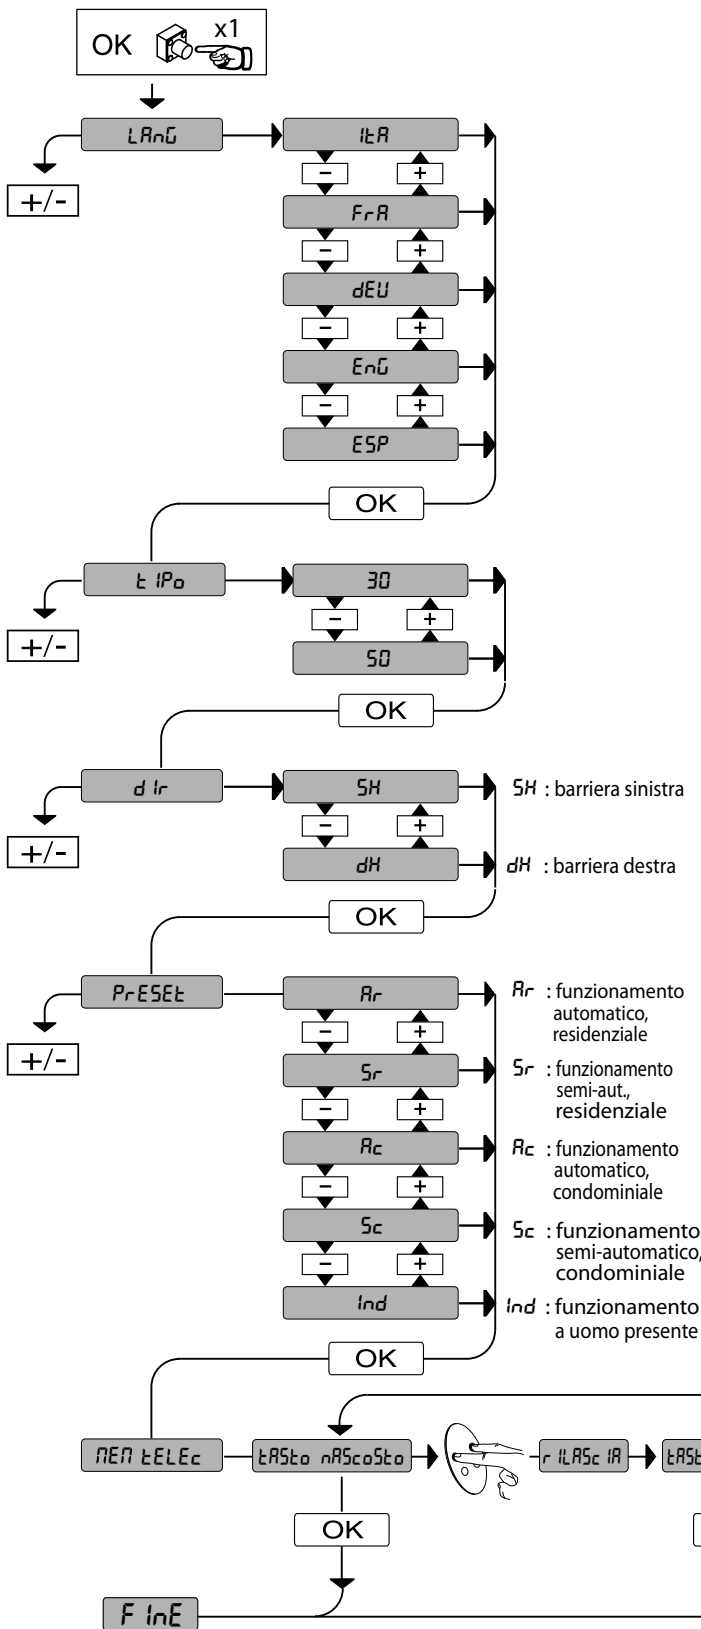 OK x1
LAnG
+/-
ItA
- +
FrA
- +
dEU
- +
EnG
- +
ESP
OK
tIPo
+/-
30
- +
50
OK
dIr
+/-
SH
SH : barriera sinistra
- +
dH
dH : barriera destra
OK
PrESEt
+/-
Ar
Ar : funzionamento
automatico,
residenziale
- +
Sr
Sr : funzionamento
semi-aut.,
residenziale
- +
Ac
Ac : funzionamento
automatico,
condominiale
- +
Sc
Sc : funzionamento
semi-automatico,
condominiale
- +
Ind
Ind : funzionamento
a uomo presente
OK
MEM tELEc
tASto nAScoSto
rILAScIA
OK
FInE